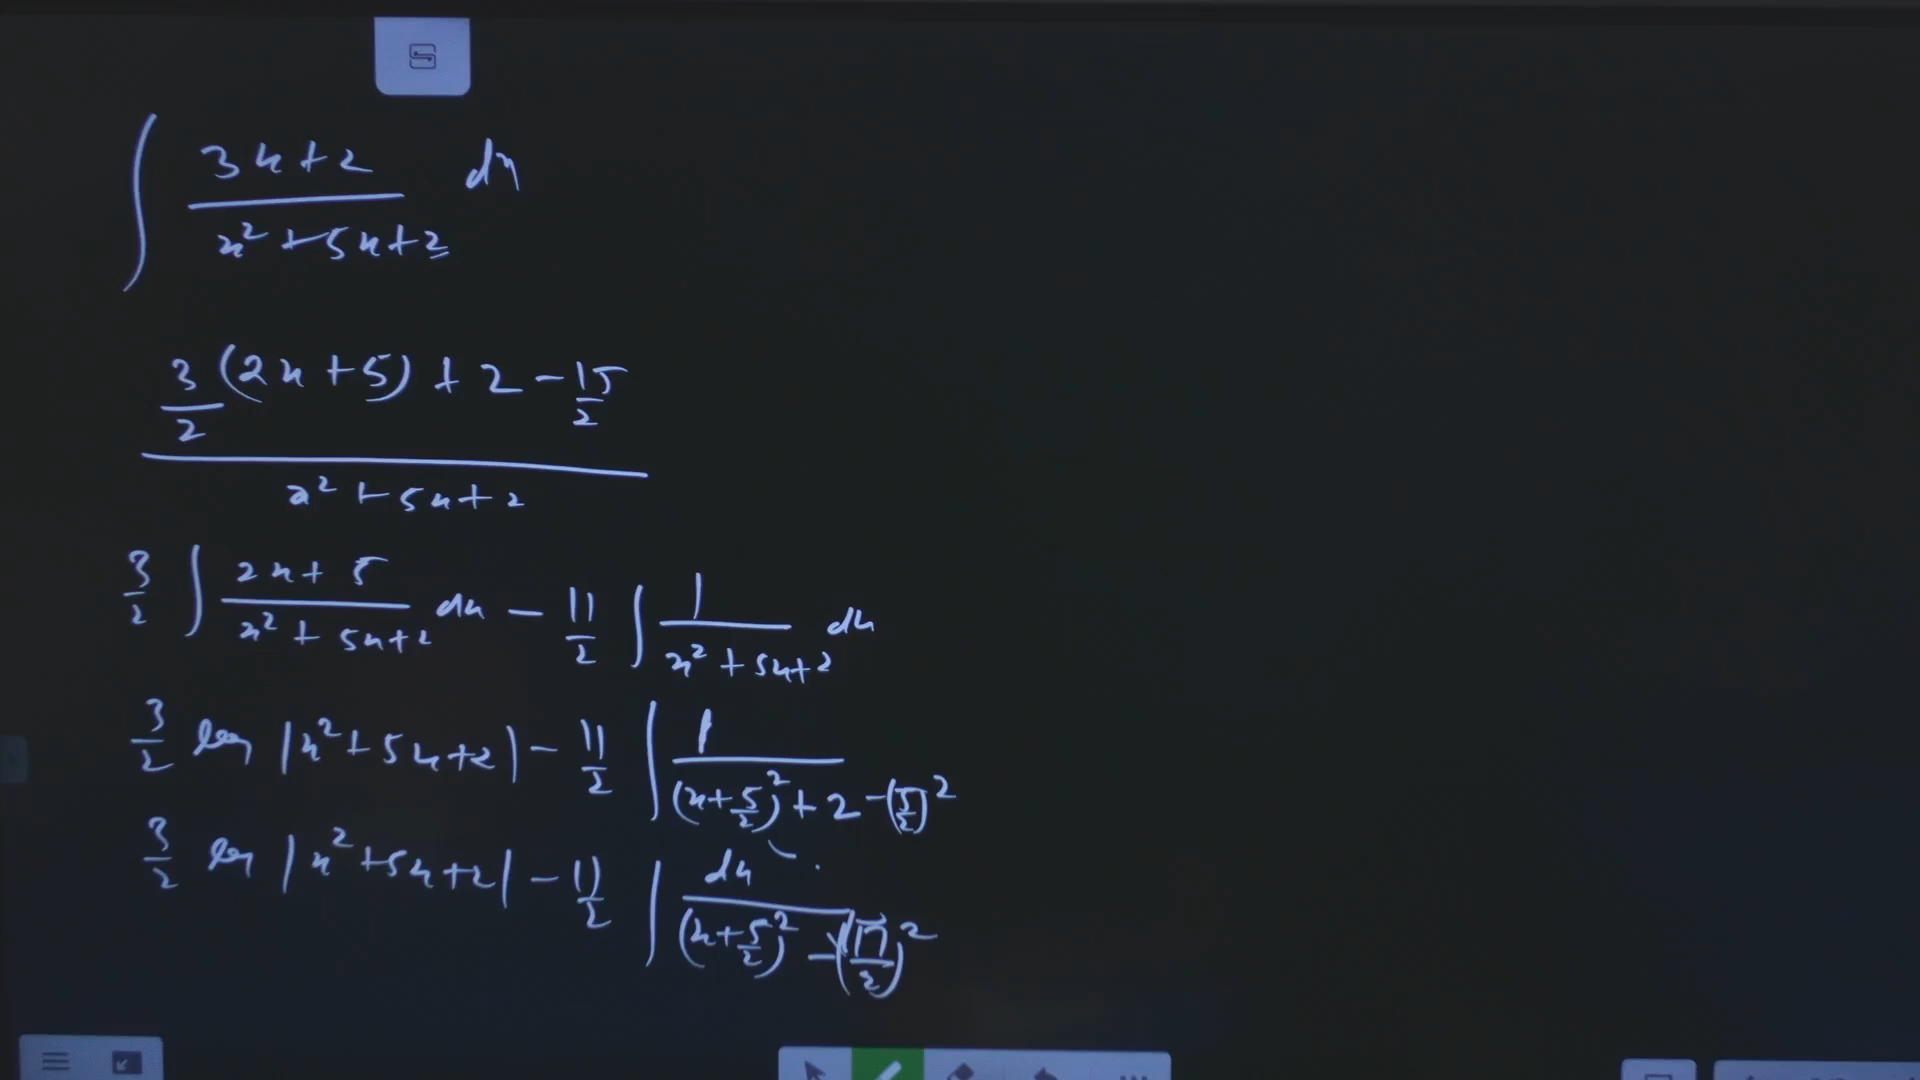 ∫ (3x+2)/(x²+5x+2) dx
(3/2 (2x+5) + 2 - 15/2)/(x²+5x+2)
3/2 ∫ (2x+5)/(x²+5x+2) dx - 11/2 ∫ 1/(x²+5x+2) dx
3/2 log |x²+5x+2| - 11/2 ∫ 1/((x+5/2)²+2-(5/2)²)
3/2 log |x²+5x+2| - 11/2 ∫ dx/((x+5/2)²-(√17/2)²)